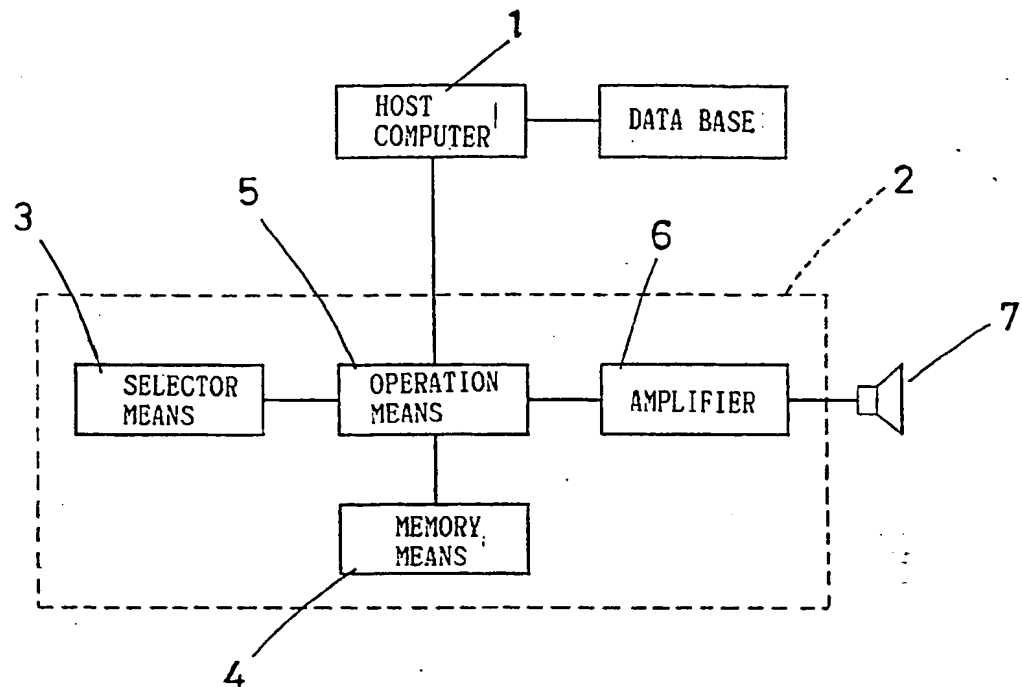 1
HOST
COMPUTER
DATA BASE
2
3
5
6
7
SELECTOR
MEANS
OPERATION
MEANS
AMPLIFIER
MEMORY
MEANS
4